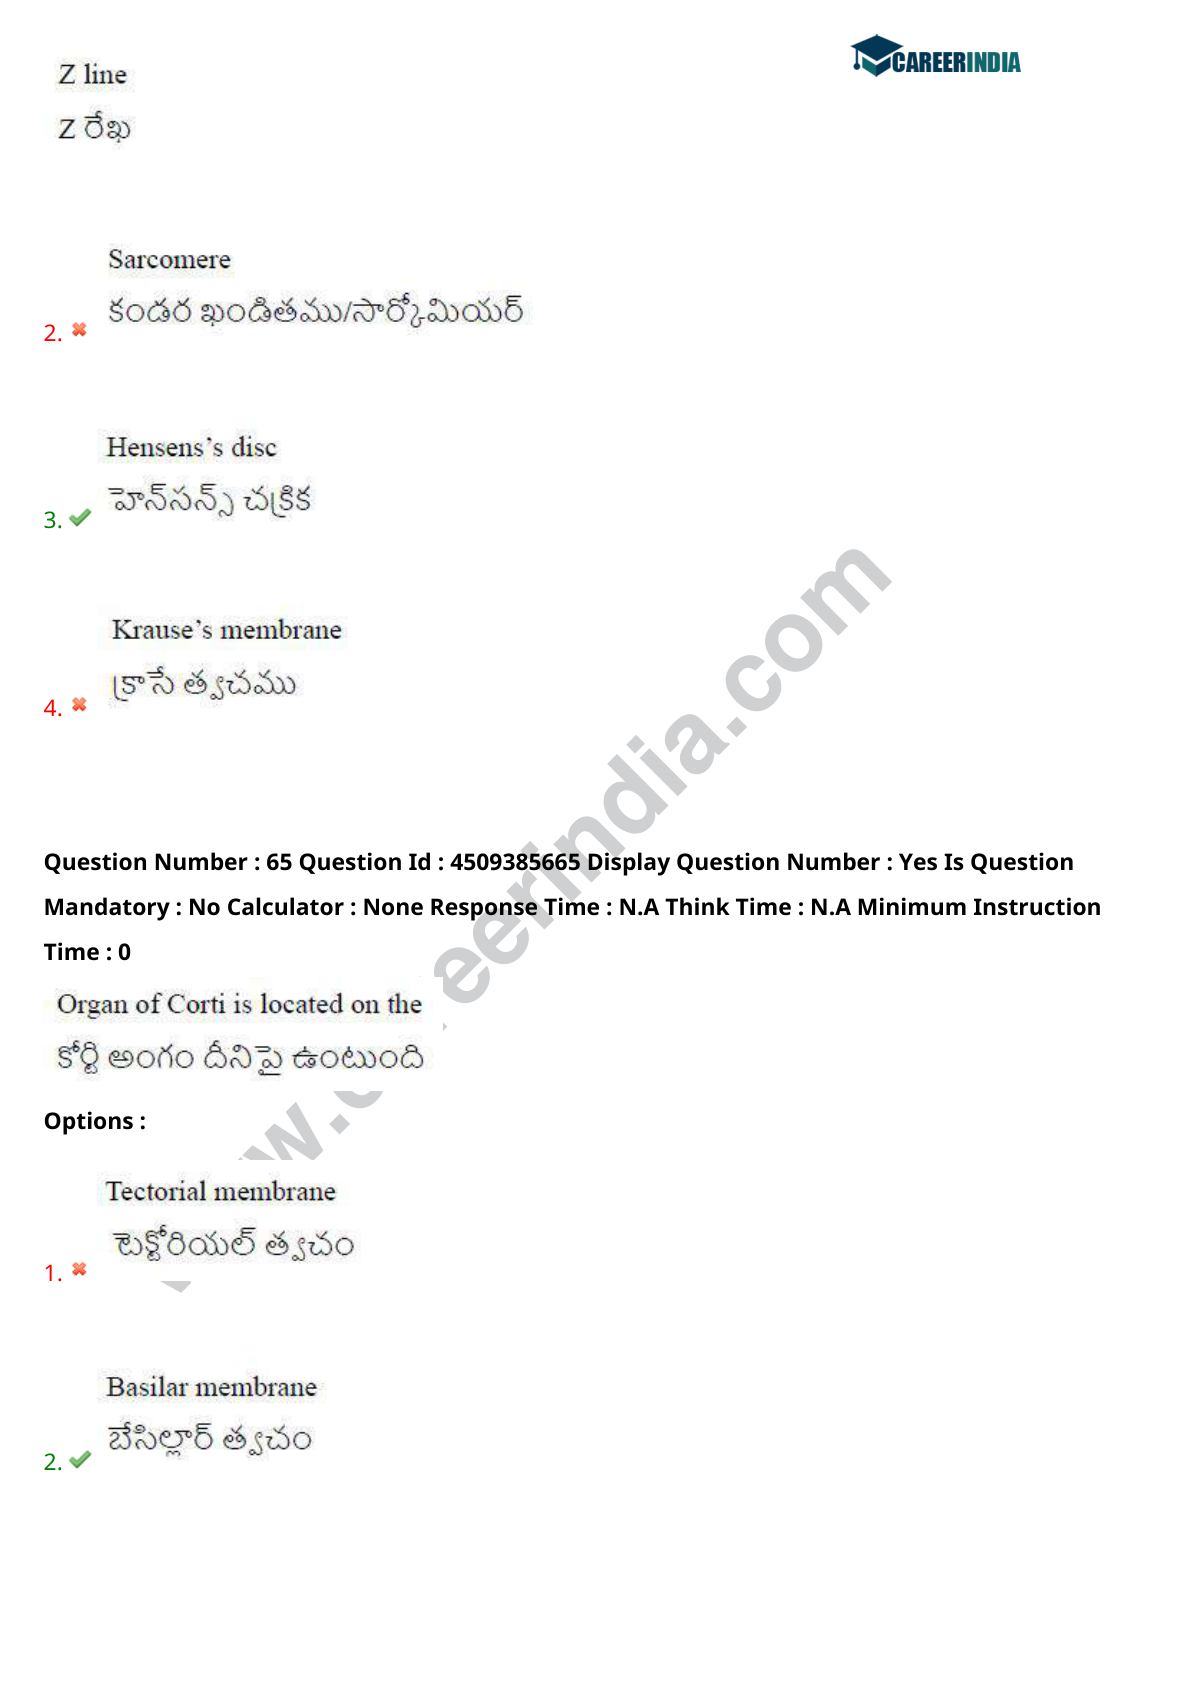 CAREERINDIA
Z line
Z రేఖ
Sarcomere
కండర ఖండితము/సార్కోమియర్
2.
Hensens’s disc
హెన్‌సన్స్ చక్రిక
3.
Krause’s membrane
క్రాసే త్వచము
4.
Question Number : 65 Question Id : 4509385665 Display Question Number : Yes Is Question
Mandatory : No Calculator : None Response Time : N.A Think Time : N.A Minimum Instruction
Time : 0
Organ of Corti is located on the
కోర్టి అంగం దీనిపై ఉంటుంది
Options :
Tectorial membrane
టెక్టోరియల్ త్వచం
1.
Basilar membrane
బేసిల్లార్ త్వచం
2.